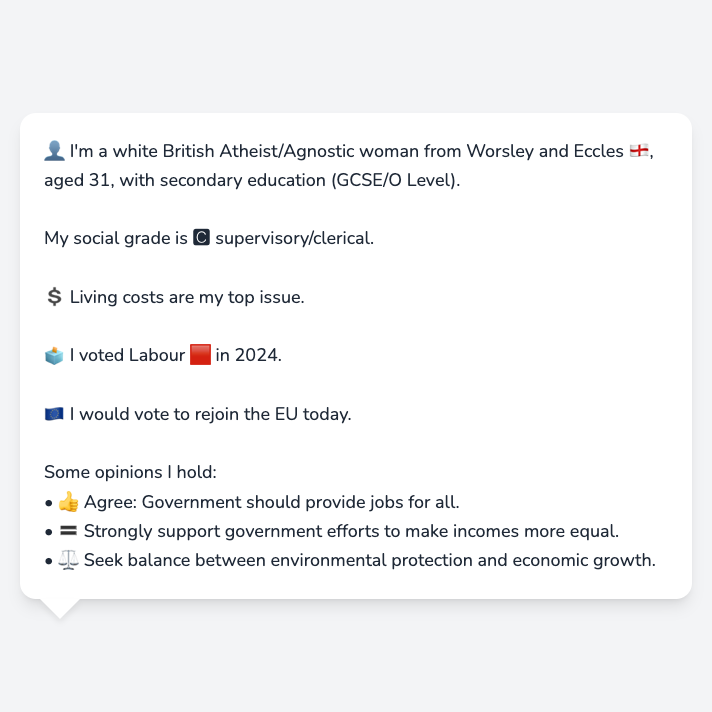 👤 I'm a white British Atheist/Agnostic woman from Worsley and Eccles 🏴󠁧󠁢󠁥󠁮󠁧󠁿,
aged 31, with secondary education (GCSE/O Level).
My social grade is 🅲 supervisory/clerical.
💲 Living costs are my top issue.
🗳️ I voted Labour 🟥 in 2024.
🇪🇺 I would vote to rejoin the EU today.
Some opinions I hold:
• 👍 Agree: Government should provide jobs for all.
• 🟰 Strongly support government efforts to make incomes more equal.
• ⚖️ Seek balance between environmental protection and economic growth.